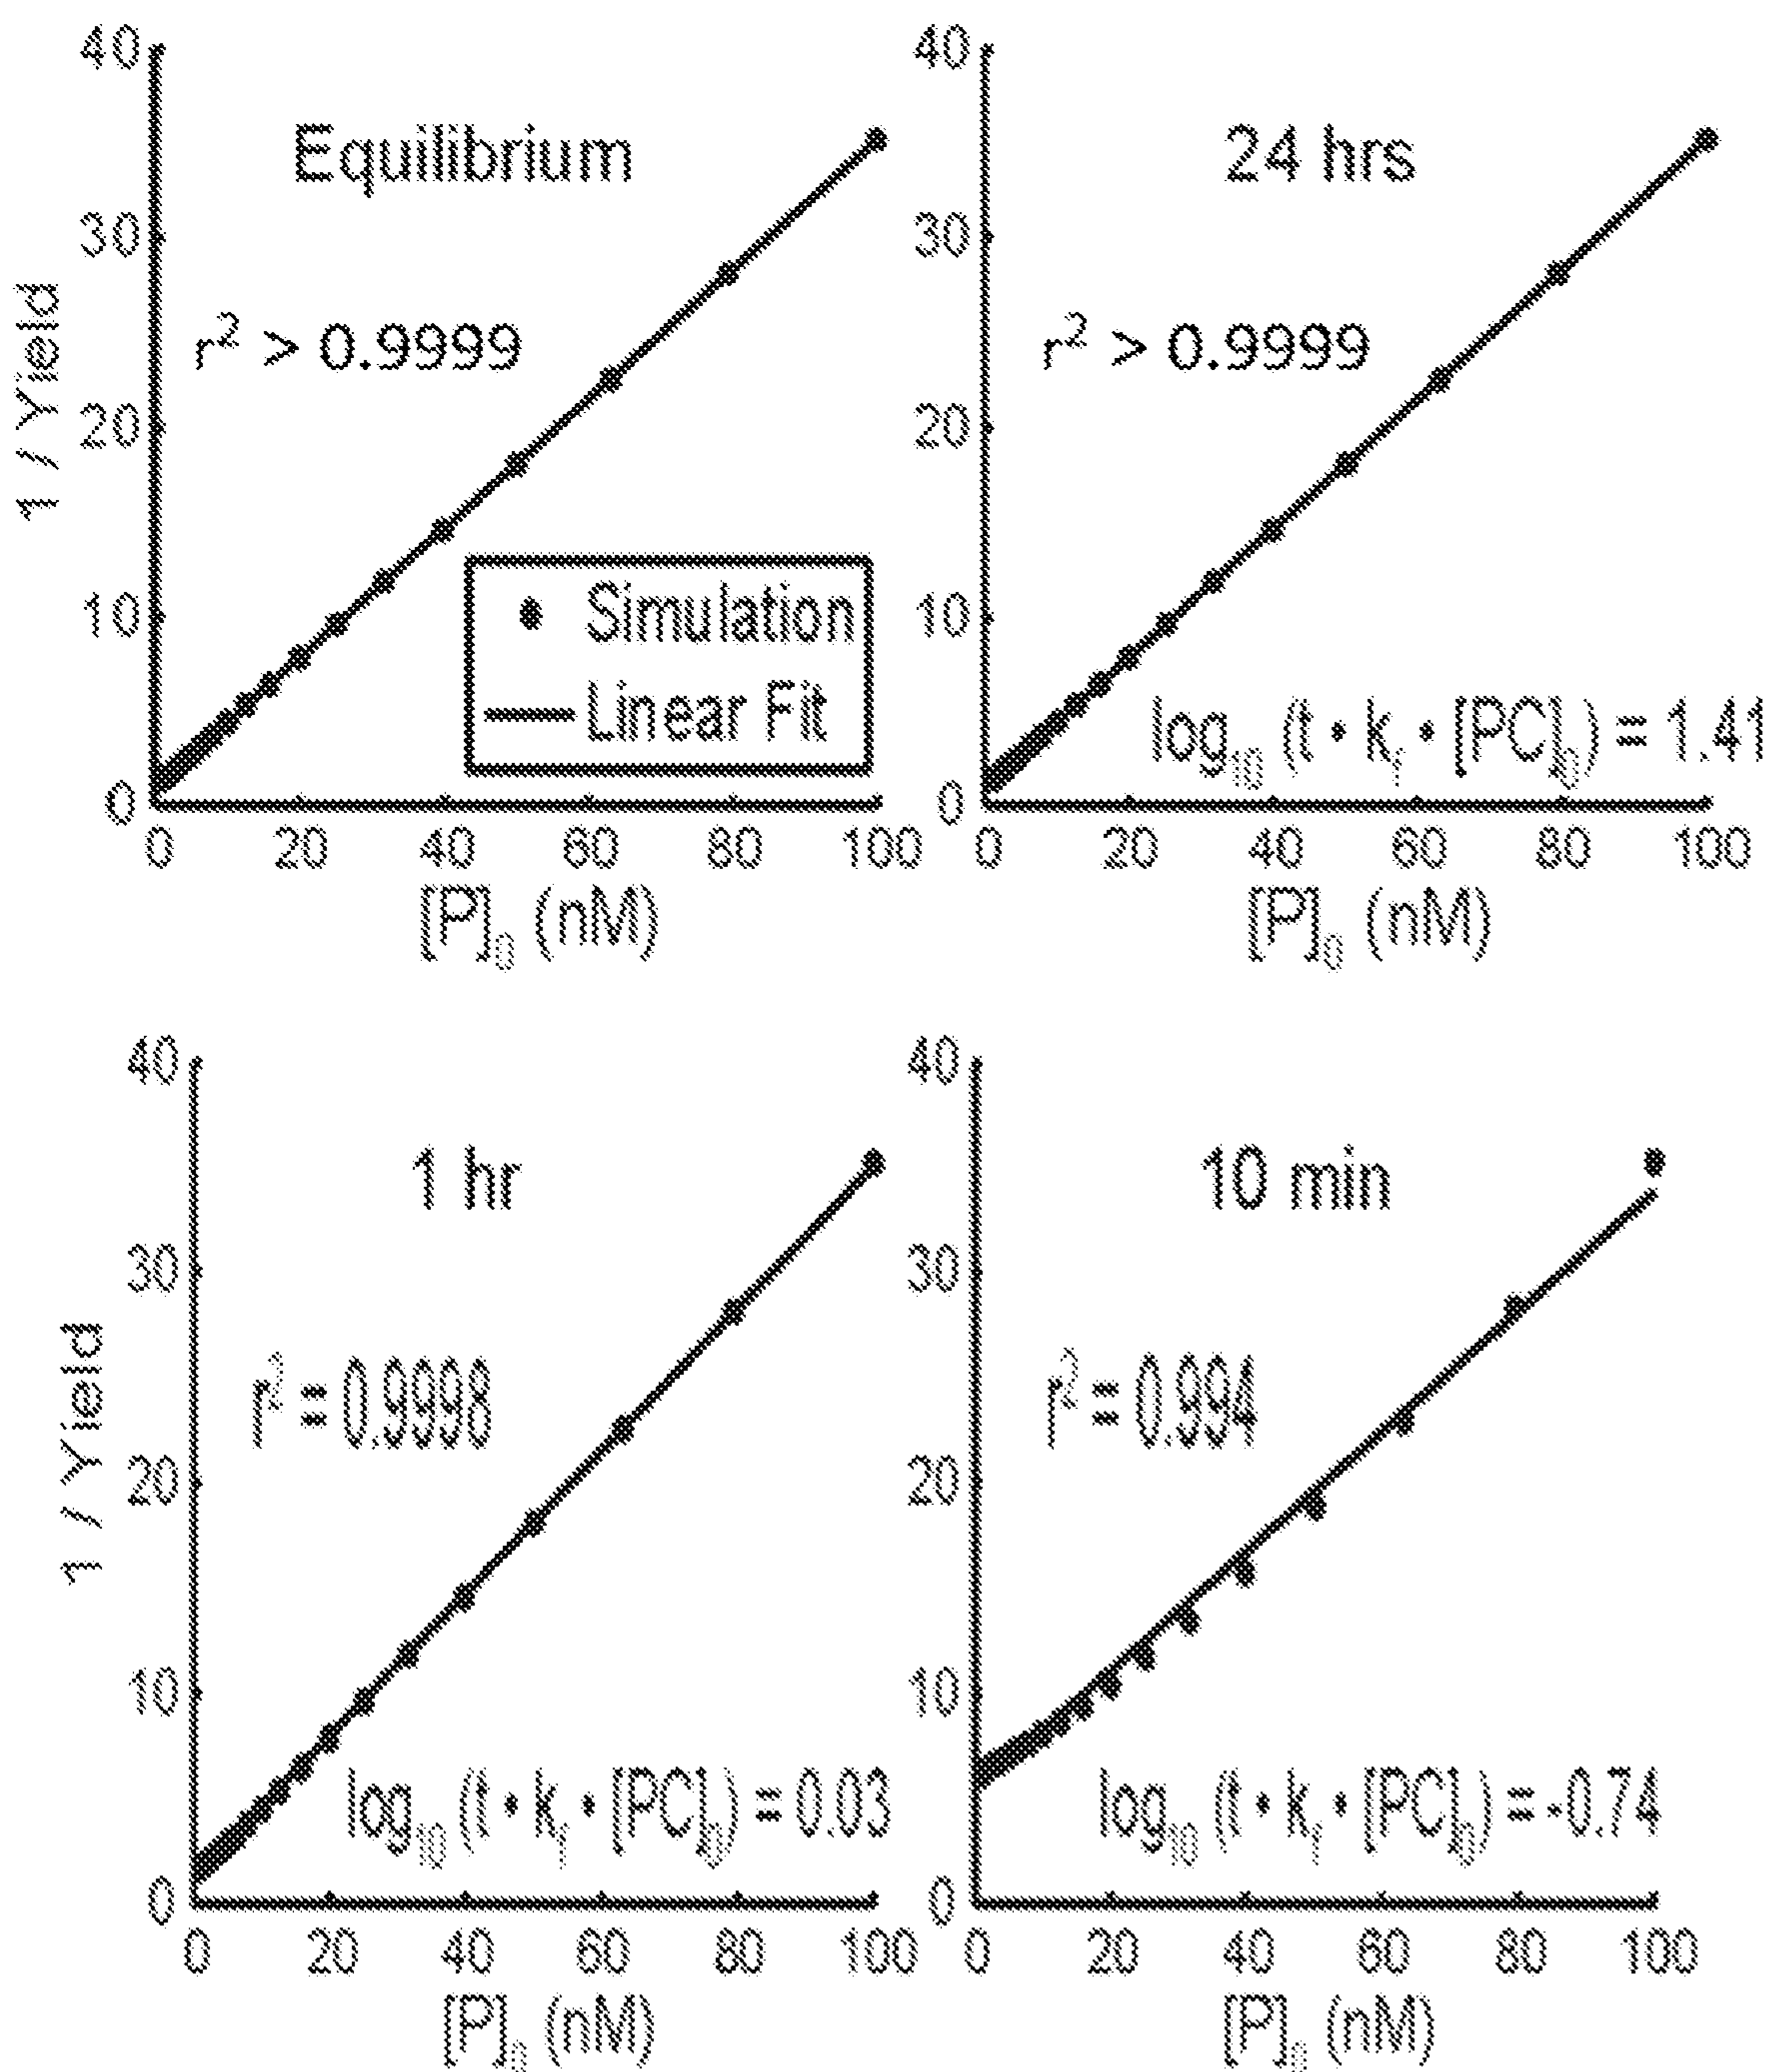 40
Equilibrium
30
r² > 0.9999
20
1 / Yield
10
• Simulation
Linear Fit
0
0 20 40 60 80 100
[P]₀ (nM)
40
24 hrs
30
r² > 0.9999
20
10
log₁₀ (t • k_f • [PC]₀) = 1.41
0
0 20 40 60 80 100
[P]₀ (nM)
40
1 hr
30
r² = 0.9998
20
1 / Yield
10
log₁₀ (t • k_f • [PC]₀) = 0.03
0
0 20 40 60 80 100
[P]₀ (nM)
40
10 min
30
r² = 0.994
20
10
log₁₀ (t • k_f • [PC]₀) = -0.74
0
0 20 40 60 80 100
[P]₀ (nM)